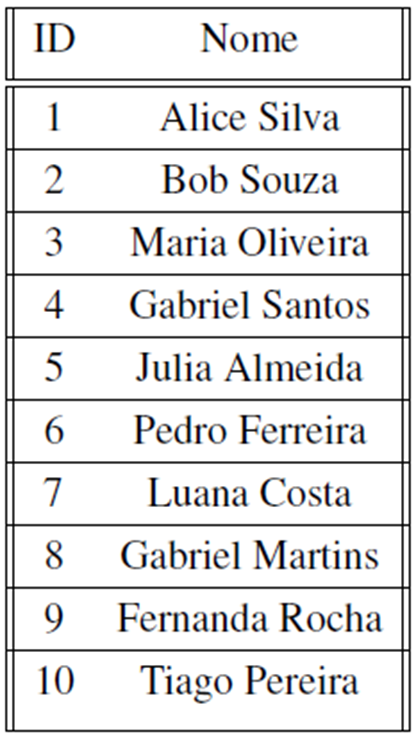 ID Nome
1 Alice Silva
2 Bob Souza
3 Maria Oliveira
4 Gabriel Santos
5 Julia Almeida
6 Pedro Ferreira
7 Luana Costa
8 Gabriel Martins
9 Fernanda Rocha
10 Tiago Pereira